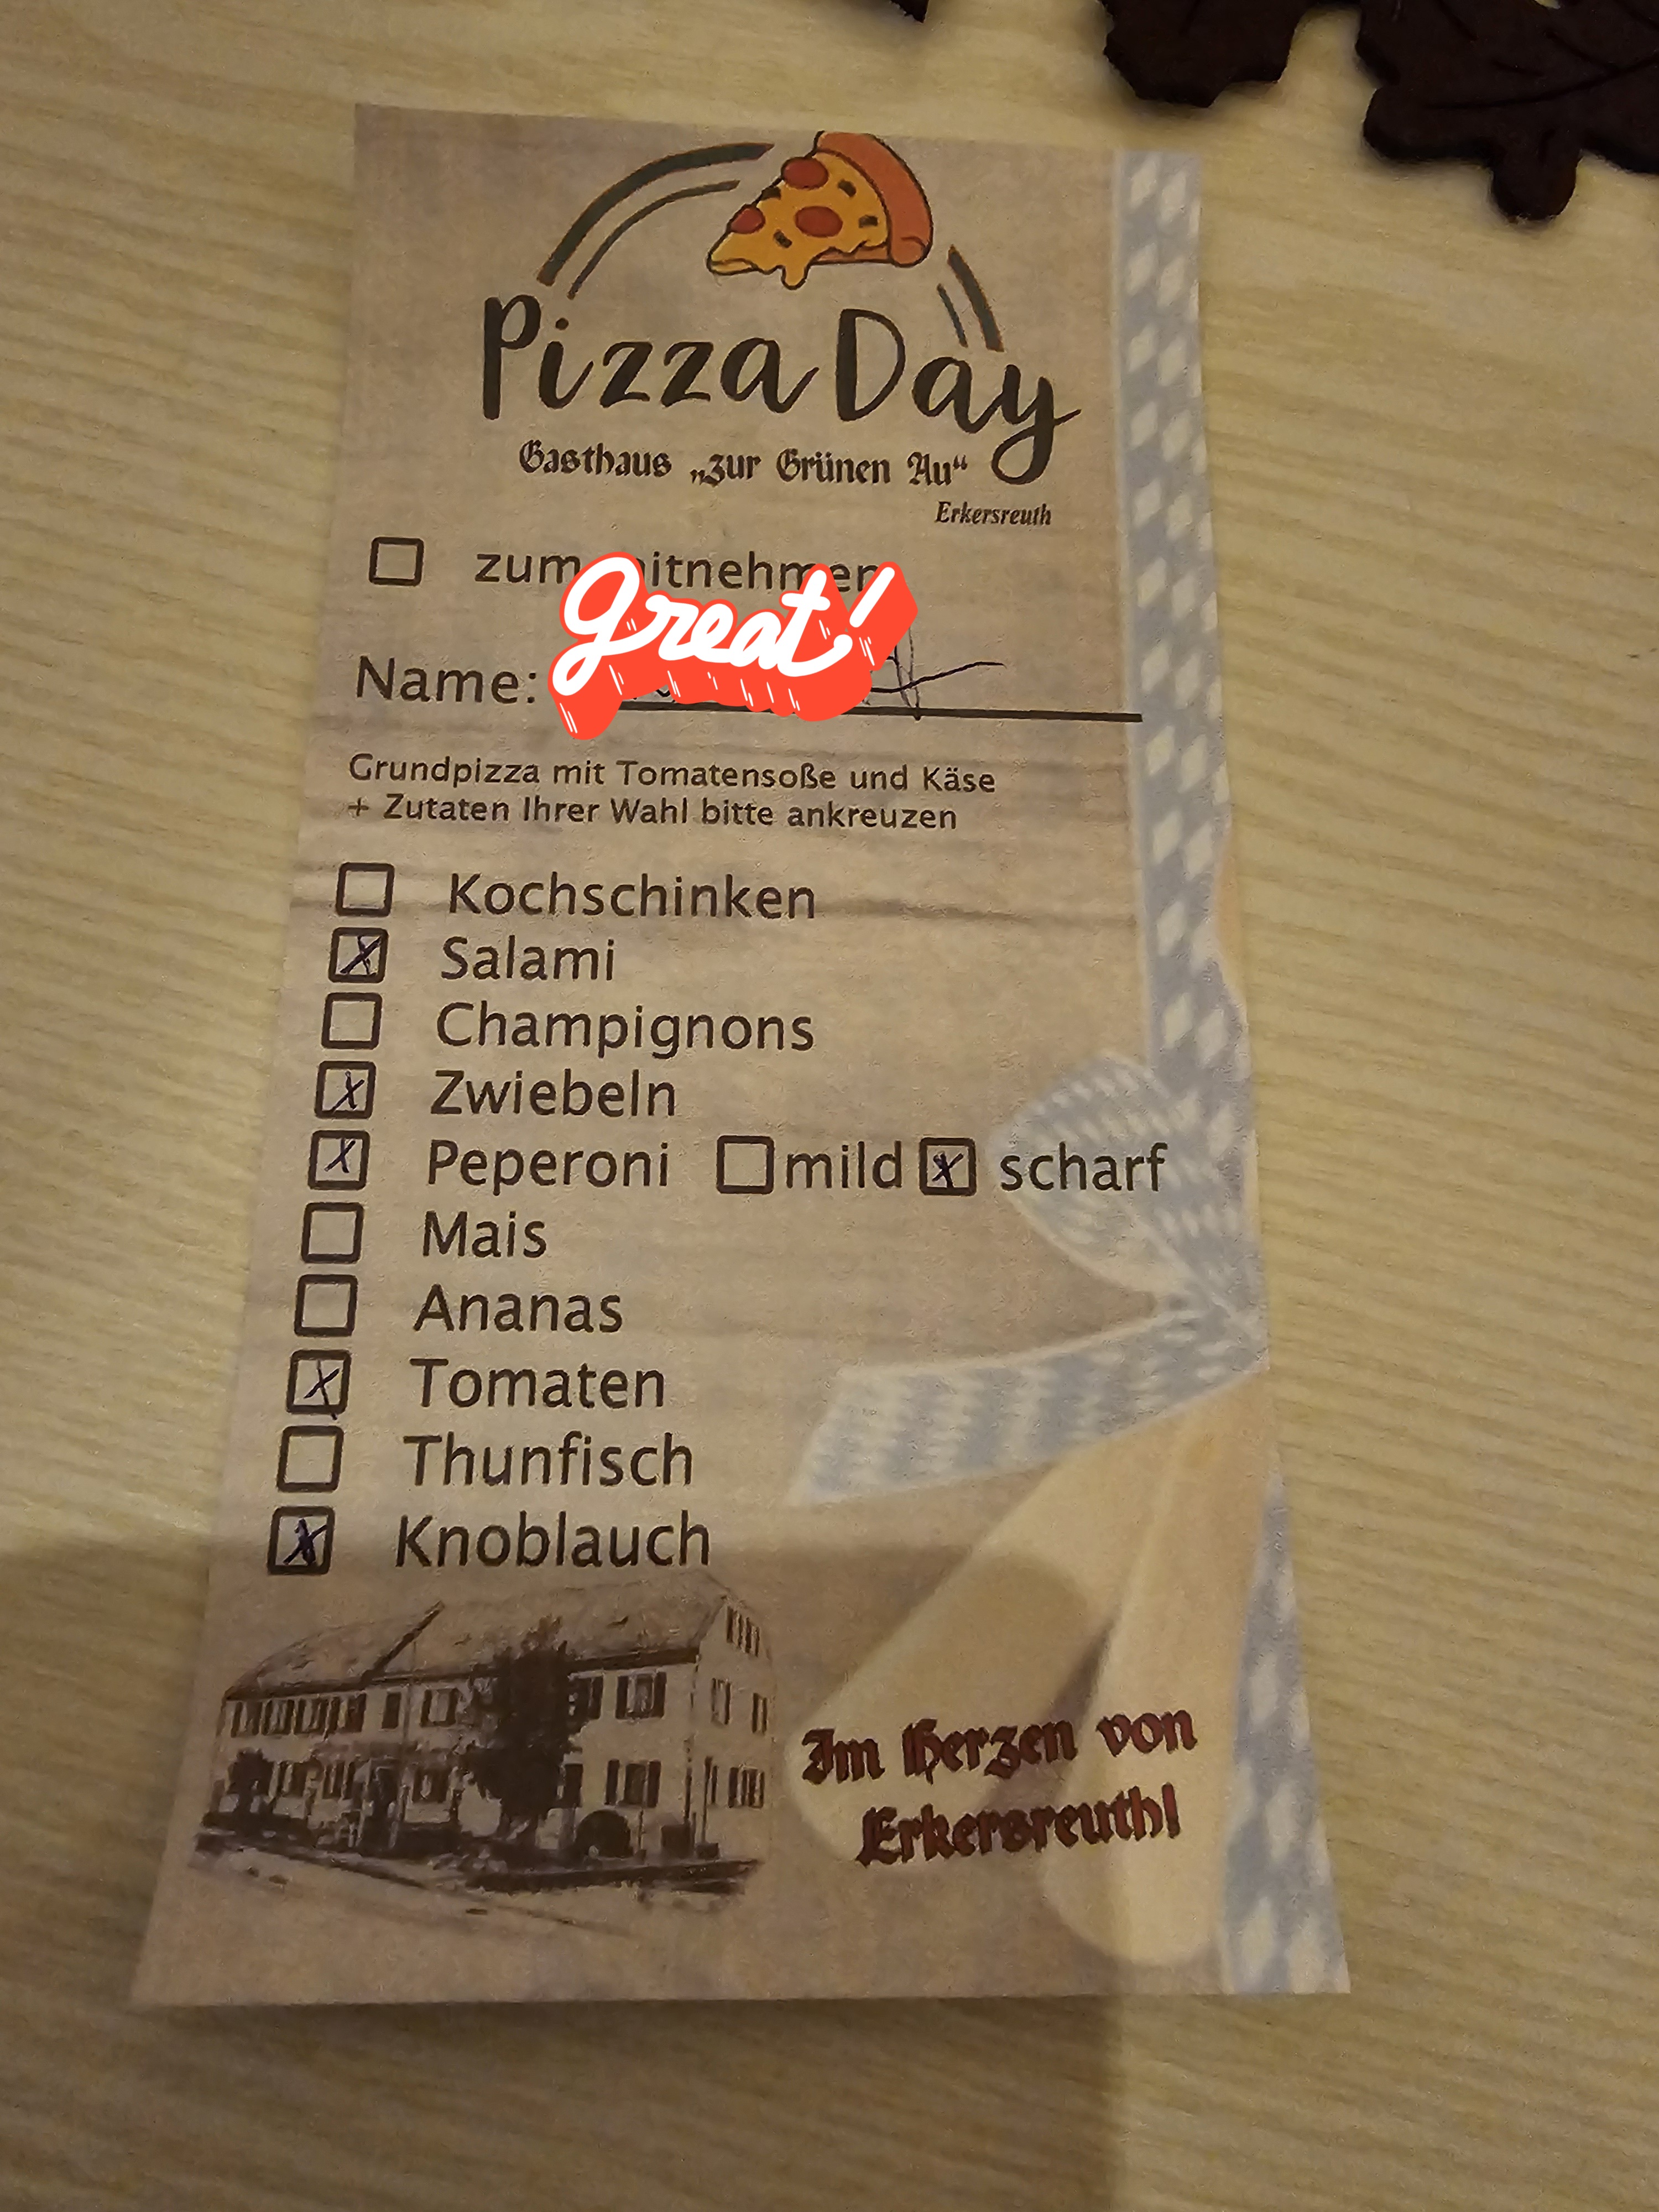 Pizza Day
Gasthaus „zur Grünen Au“
Erkersreuth
zum mitnehmen
great!
Name:
Grundpizza mit Tomatensoße und Käse
+ Zutaten Ihrer Wahl bitte ankreuzen
Kochschinken
X Salami
Champignons
X Zwiebeln
X Peperoni mild X scharf
Mais
Ananas
X Tomaten
Thunfisch
X Knoblauch
Im Herzen von
Erkersreuth!